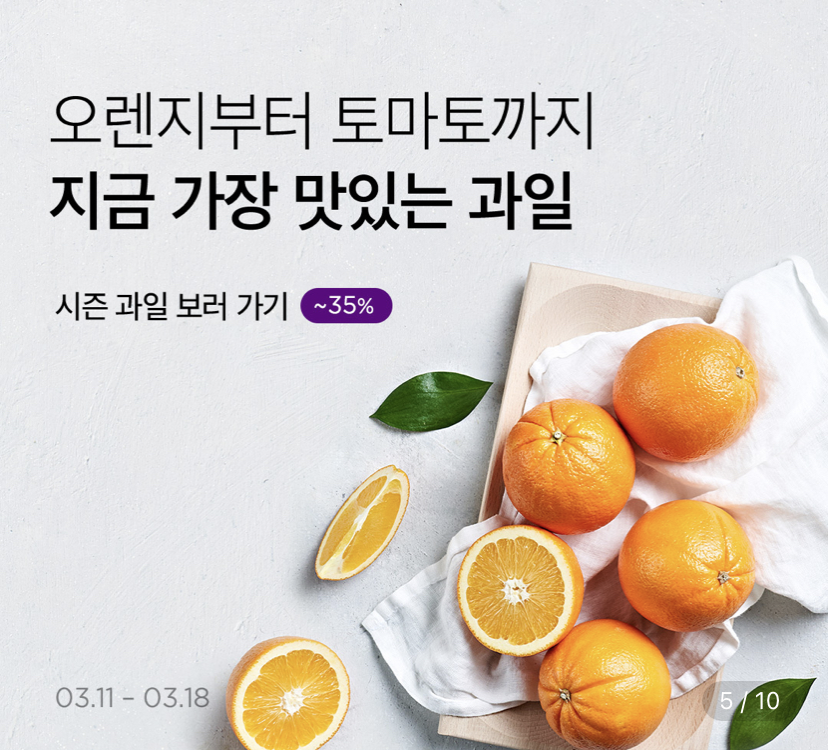 오렌지부터 토마토까지
지금 가장 맛있는 과일
시즌 과일 보러 가기 ~35%
03.11 – 03.18
5 / 10